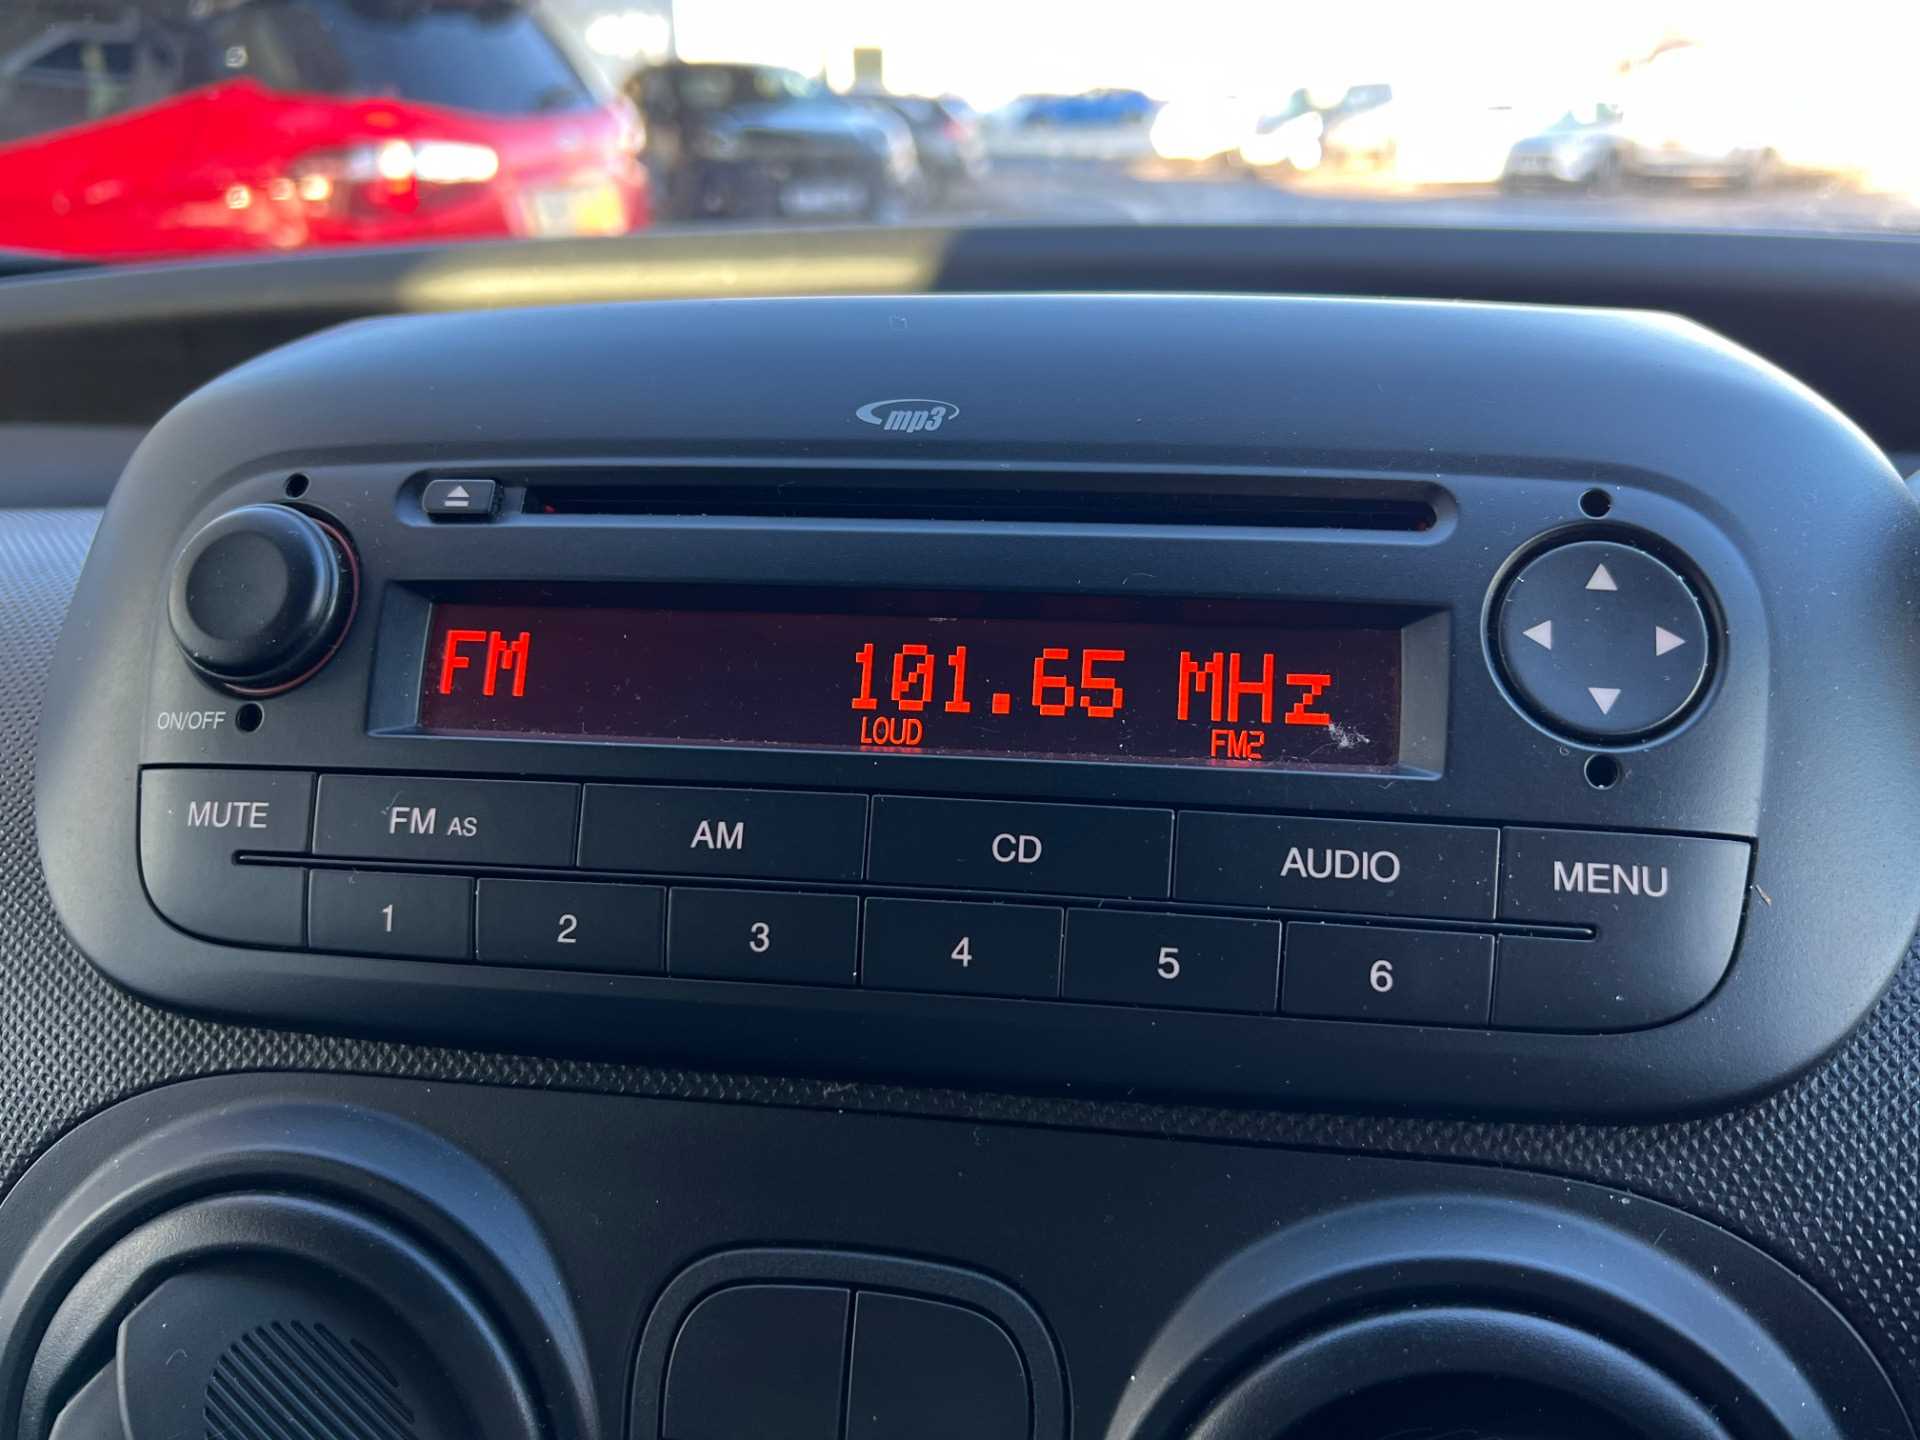 mp3
FM 101.65 MHz
LOUD FM2
ON/OFF
MUTE FM AS AM CD AUDIO MENU
1 2 3 4 5 6